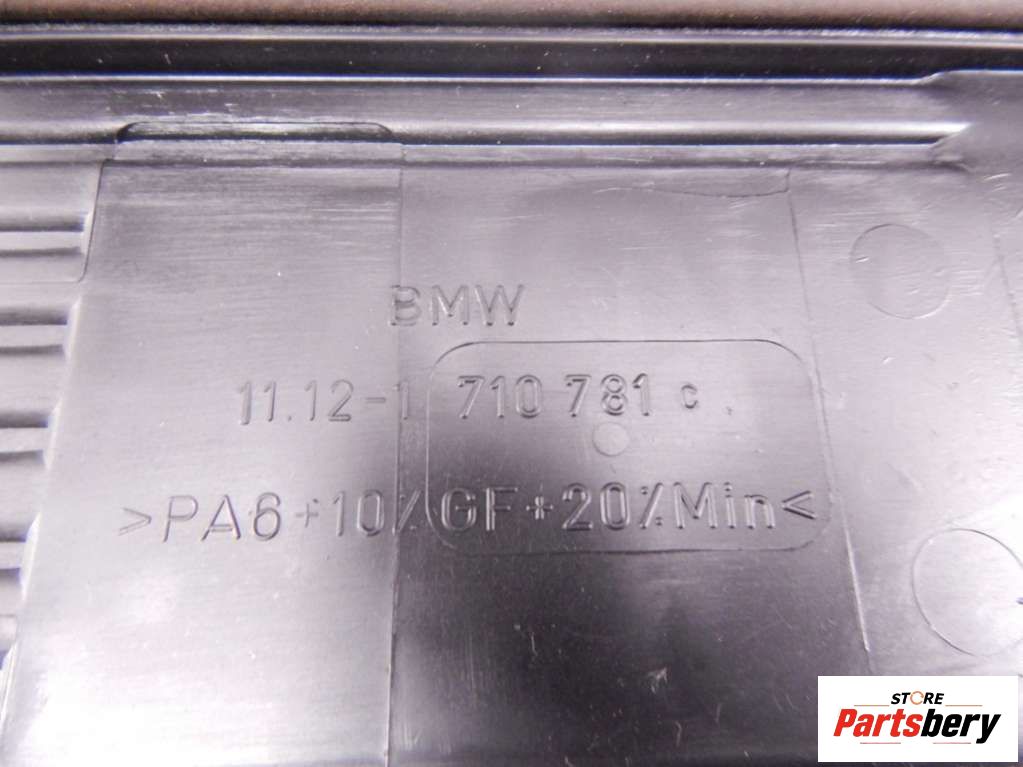 BMW
11.12-1 710 781 c
>PA6+10%GF+20%Min<
STORE
Partsbery